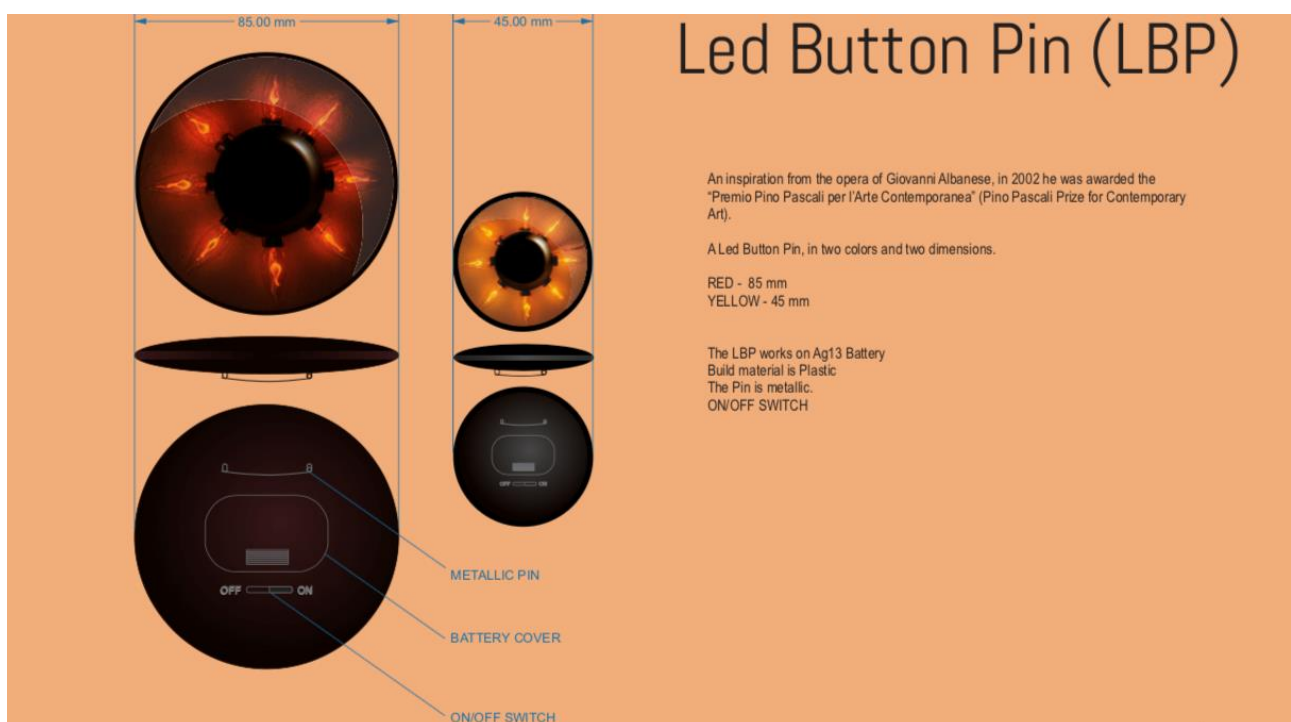 85.00 mm
45.00 mm
Led Button Pin (LBP)
An inspiration from the opera of Giovanni Albanese, in 2002 he was awarded the
“Premio Pino Pascali per l’Arte Contemporanea” (Pino Pascali Prize for Contemporary
Art).
A Led Button Pin, in two colors and two dimensions.
RED - 85 mm
YELLOW - 45 mm
The LBP works on Ag13 Battery
Build material is Plastic
The Pin is metallic.
ON/OFF SWITCH
OFF ON
OFF ON
METALLIC PIN
BATTERY COVER
ON/OFF SWITCH